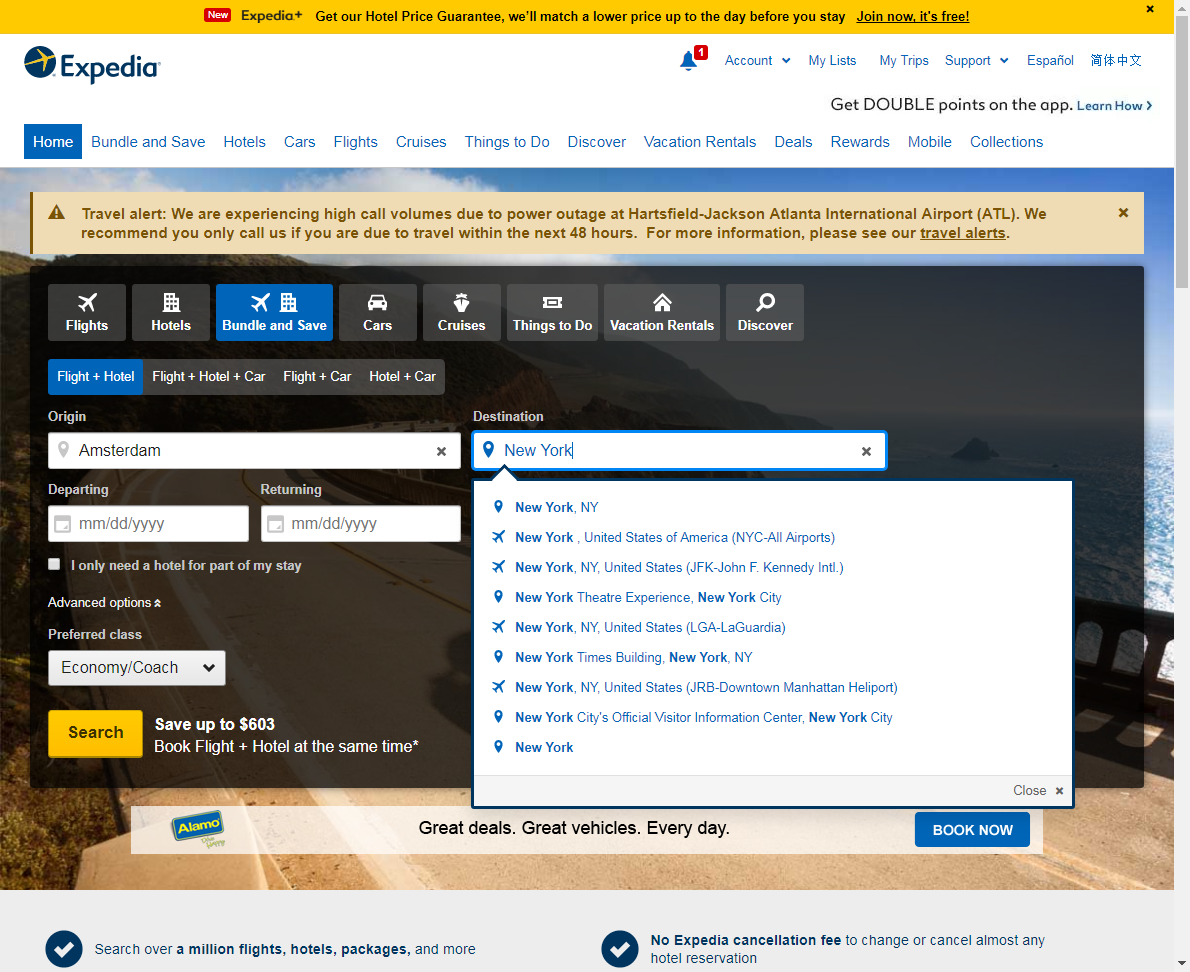 New Expedia+ Get our Hotel Price Guarantee, we'll match a lower price up to the day before you stay Join now, it's free!
Expedia
1 Account My Lists My Trips Support Español 简体中文
Get DOUBLE points on the app. Learn How
Home Bundle and Save Hotels Cars Flights Cruises Things to Do Discover Vacation Rentals Deals Rewards Mobile Collections
Travel alert: We are experiencing high call volumes due to power outage at Hartsfield-Jackson Atlanta International Airport (ATL). We
recommend you only call us if you are due to travel within the next 48 hours. For more information, please see our travel alerts.
Flights Hotels Bundle and Save Cars Cruises Things to Do Vacation Rentals Discover
Flight + Hotel Flight + Hotel + Car Flight + Car Hotel + Car
Origin Destination
Amsterdam New York
Departing Returning
mm/dd/yyyy mm/dd/yyyy
I only need a hotel for part of my stay
Advanced options
Preferred class
Economy/Coach
Search
Save up to $603
Book Flight + Hotel at the same time*
New York, NY
New York , United States of America (NYC-All Airports)
New York, NY, United States (JFK-John F. Kennedy Intl.)
New York Theatre Experience, New York City
New York, NY, United States (LGA-LaGuardia)
New York Times Building, New York, NY
New York, NY, United States (JRB-Downtown Manhattan Heliport)
New York City's Official Visitor Information Center, New York City
New York
Close
Alamo Great deals. Great vehicles. Every day. BOOK NOW
Search over a million flights, hotels, packages, and more
No Expedia cancellation fee to change or cancel almost any
hotel reservation